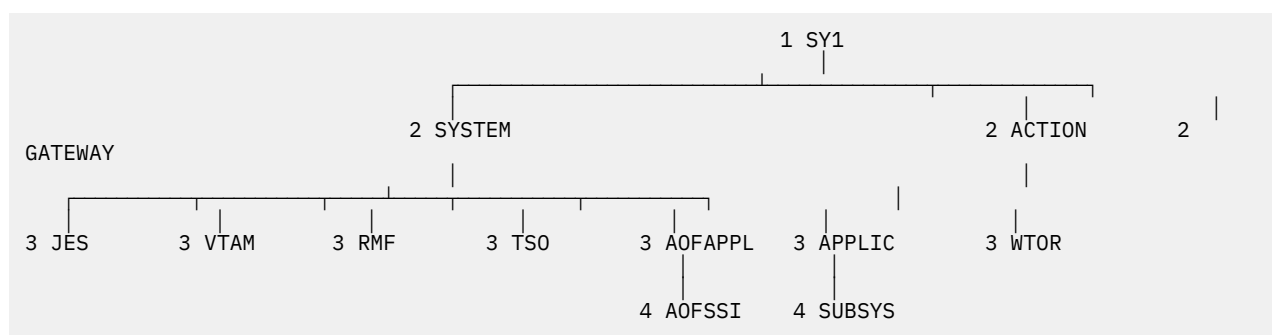 1 SY1
2 SYSTEM 2 ACTION 2
GATEWAY
3 JES 3 VTAM 3 RMF 3 TSO 3 AOFAPPL 3 APPLIC 3 WTOR
4 AOFSSI 4 SUBSYS